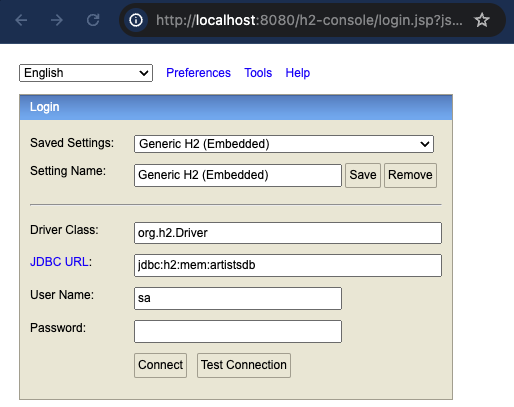 http://localhost:8080/h2-console/login.jsp?js...
English Preferences Tools Help
Login
Saved Settings: Generic H2 (Embedded)
Setting Name: Generic H2 (Embedded) Save Remove
Driver Class: org.h2.Driver
JDBC URL: jdbc:h2:mem:artistsdb
User Name: sa
Password:
Connect Test Connection